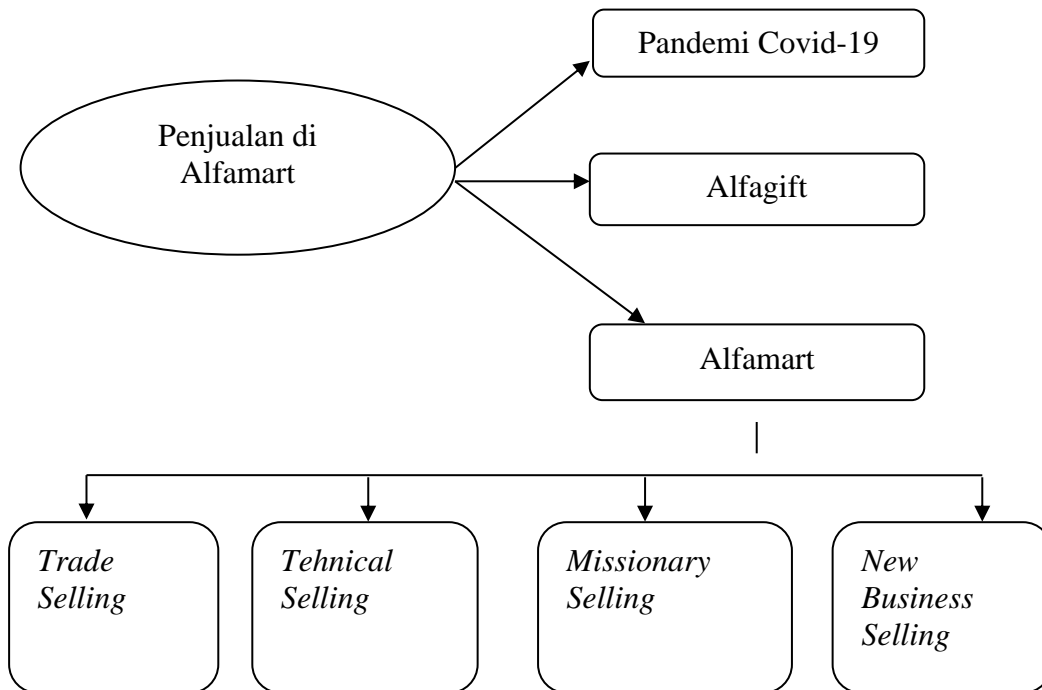 Pandemi Covid-19
Penjualan di
Alfamart
Alfagift
Alfamart
Trade
Selling
Tehnical
Selling
Missionary
Selling
New
Business
Selling